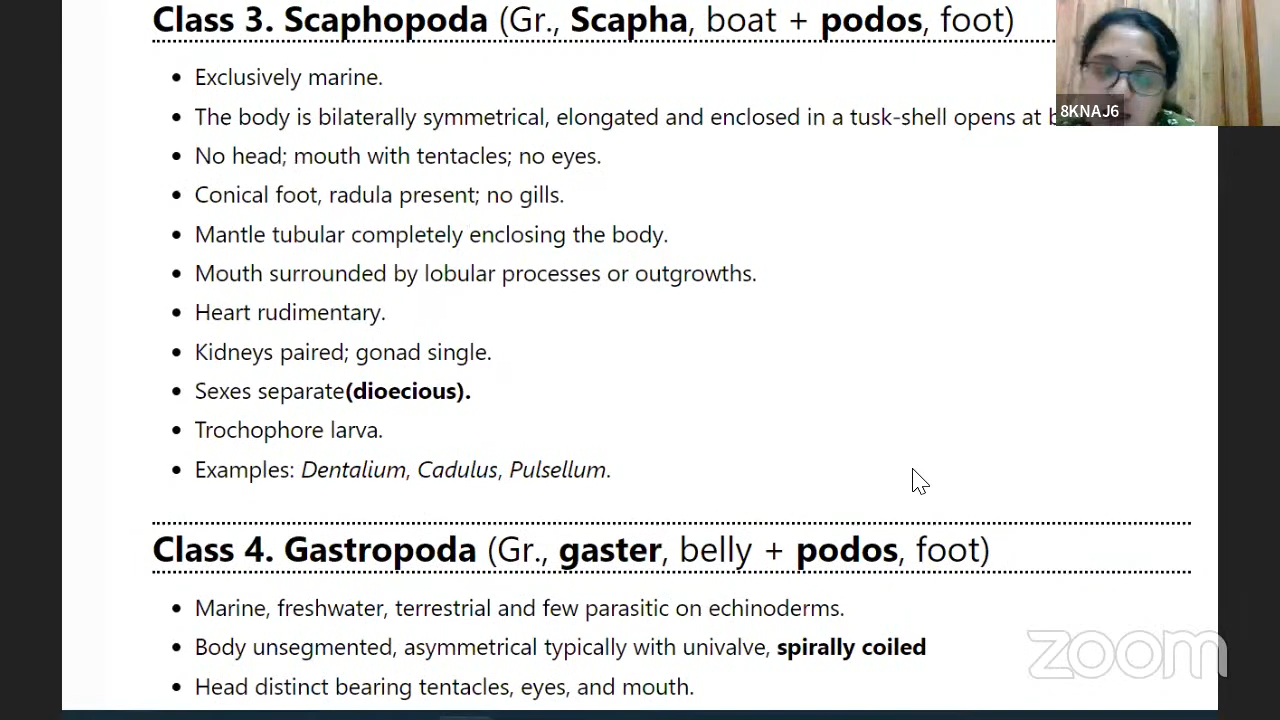 Class 3. Scaphopoda (Gr., Scapha, boat + podos, foot)
8KNAJ6
• Exclusively marine.
• The body is bilaterally symmetrical, elongated and enclosed in a tusk-shell opens at
• No head; mouth with tentacles; no eyes.
• Conical foot, radula present; no gills.
• Mantle tubular completely enclosing the body.
• Mouth surrounded by lobular processes or outgrowths.
• Heart rudimentary.
• Kidneys paired; gonad single.
• Sexes separate(dioecious).
• Trochophore larva.
• Examples: Dentalium, Cadulus, Pulsellum.
Class 4. Gastropoda (Gr., gaster, belly + podos, foot)
• Marine, freshwater, terrestrial and few parasitic on echinoderms.
• Body unsegmented, asymmetrical typically with univalve, spirally coiled
• Head distinct bearing tentacles, eyes, and mouth.
zoom